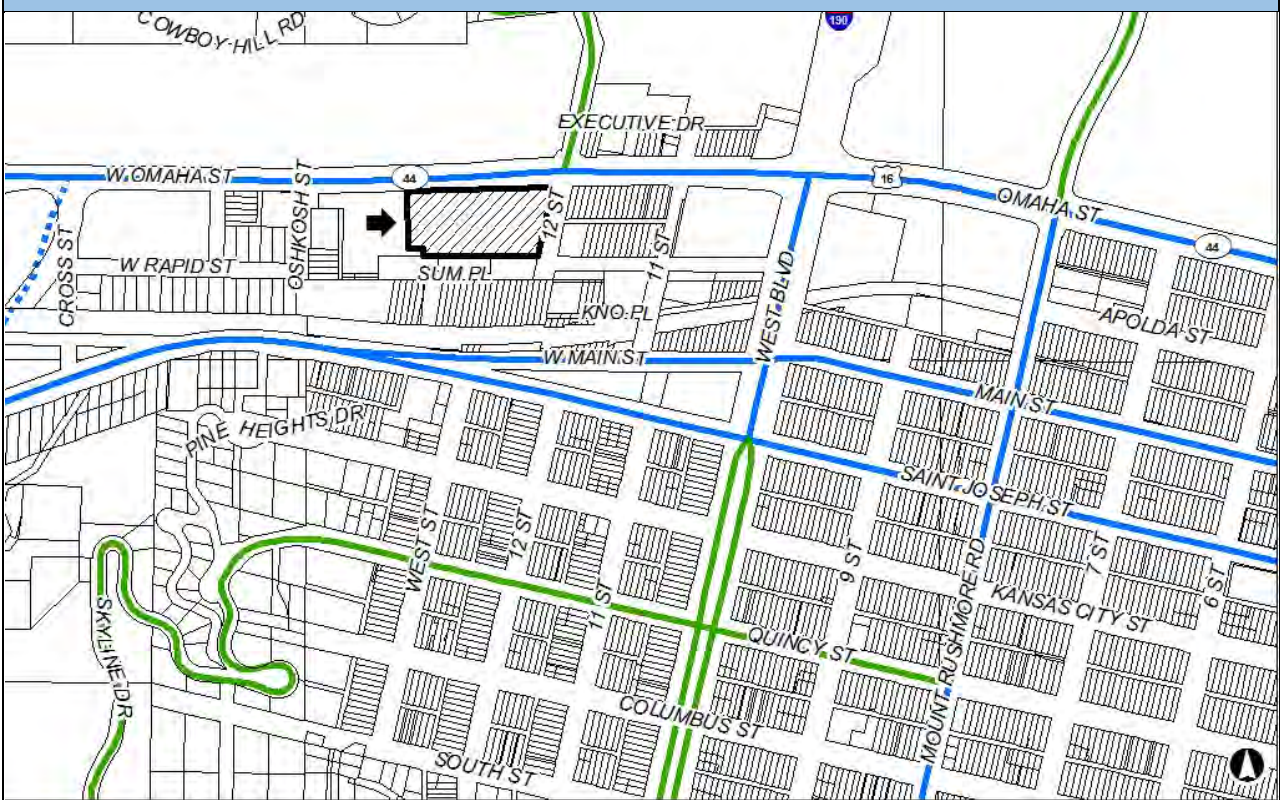 COWBOY HILL RD
190
EXECUTIVE DR
W OMAHA ST
OSHKOSH ST
44
16
OMAHA ST
44
12 ST
11 ST
CROSS ST
W RAPID ST
SUM PL
WEST BLVD
KNO PL
APOLDA ST
W MAIN ST
MAIN ST
PINE HEIGHTS DR
SAINT JOSEPH ST
WEST ST
12 ST
9 ST
7 ST
6 ST
11 ST
KANSAS CITY ST
SKYLINE DR
QUINCY ST
MOUNT RUSHMORE RD
COLUMBUS ST
SOUTH ST